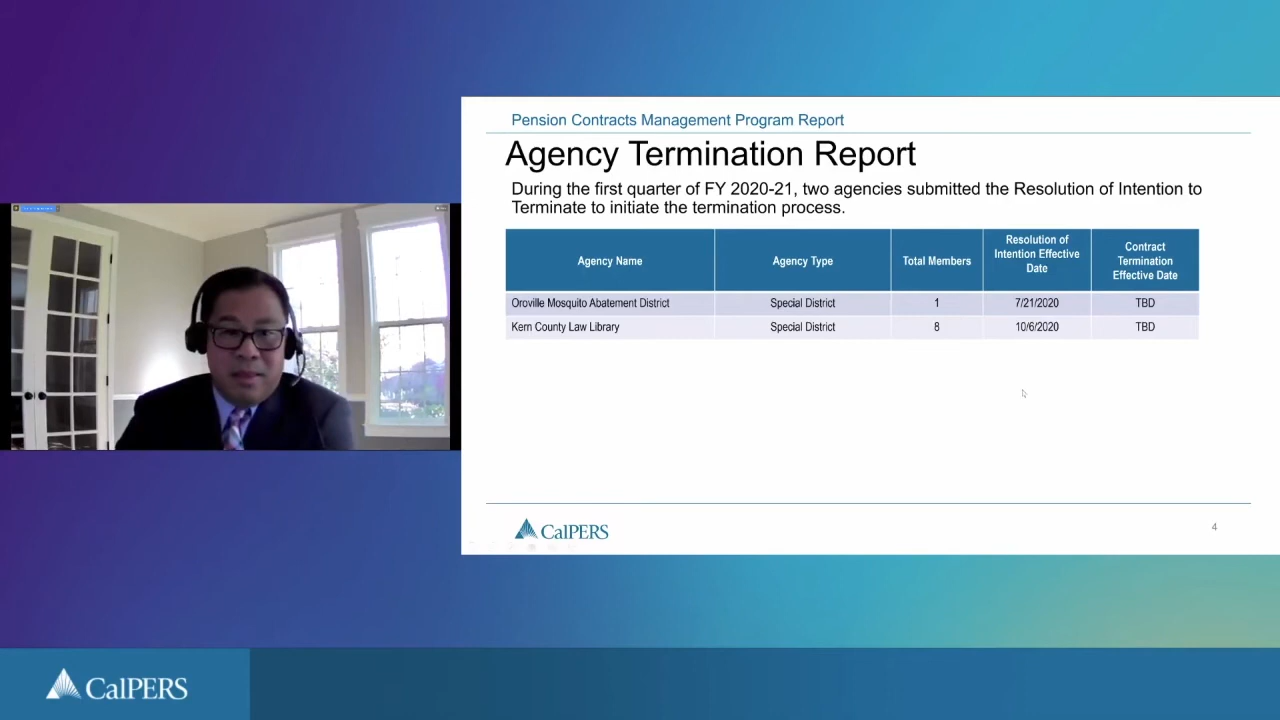 Pension Contracts Management Program Report
Agency Termination Report
During the first quarter of FY 2020-21, two agencies submitted the Resolution of Intention to
Terminate to initiate the termination process.
Agency Name
Agency Type
Total Members
Resolution of
Intention Effective
Date
Contract
Termination
Effective Date
Oroville Mosquito Abatement District
Special District
1
7/21/2020
TBD
Kern County Law Library
Special District
8
10/6/2020
TBD
CalPERS
4
CalPERS